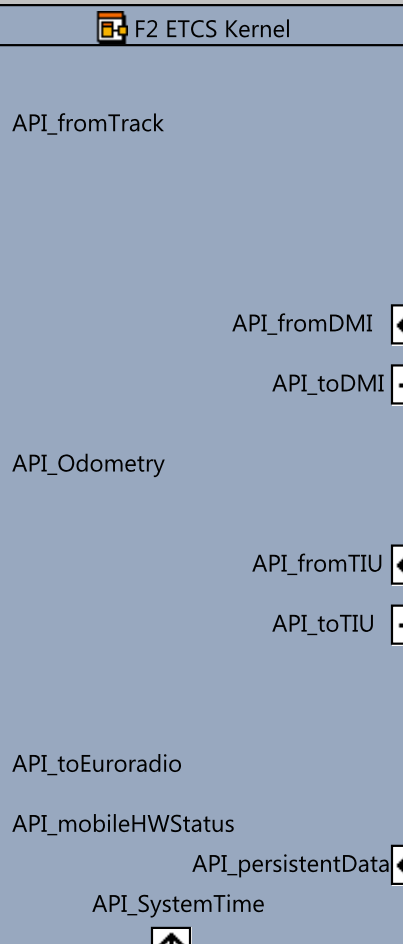 F2 ETCS Kernel
API_fromTrack
API_fromDMI
API_toDMI
API_Odometry
API_fromTIU
API_toTIU
API_toEuroradio
API_mobileHWStatus
API_persistentData
API_SystemTime